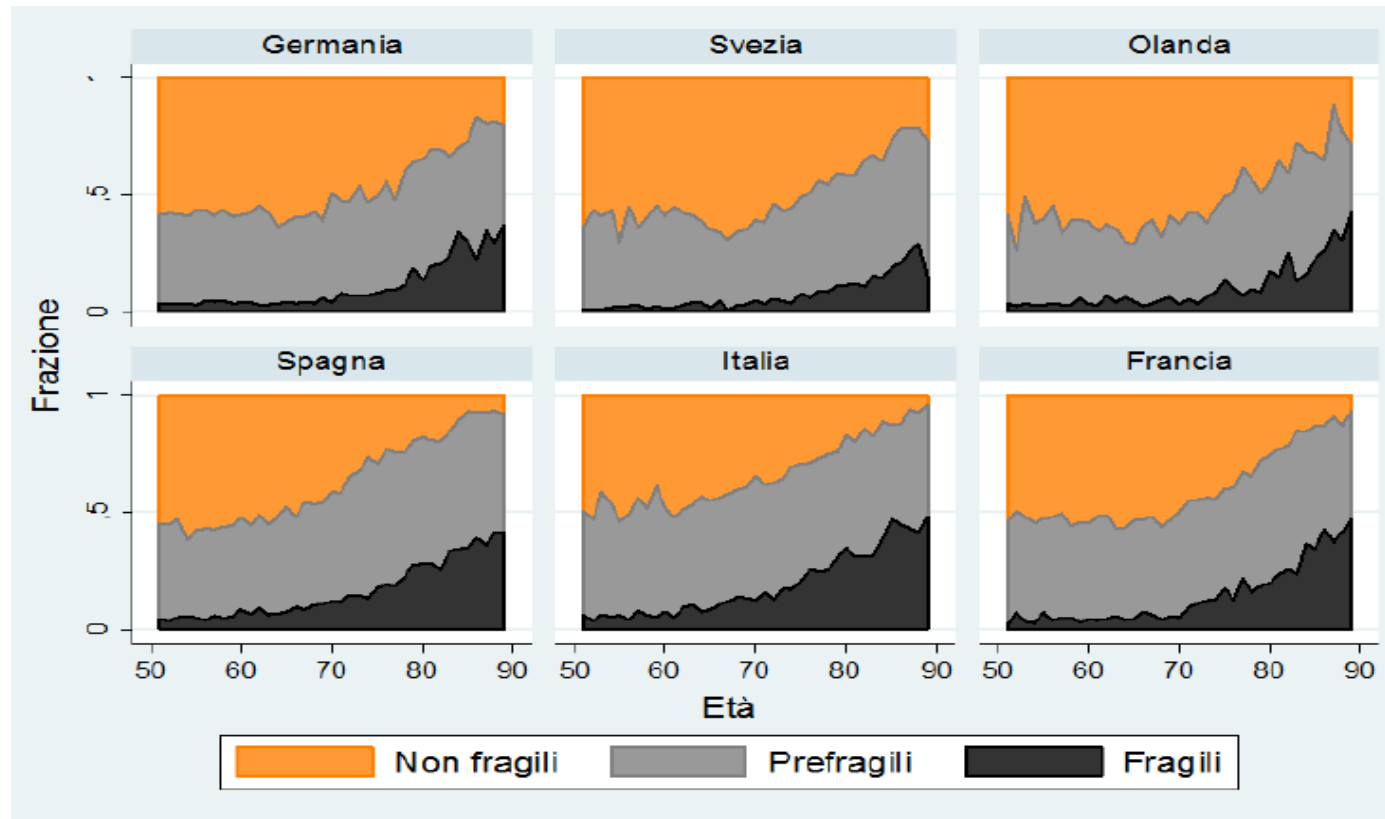 Germania Svezia Olanda
1
.5
0
Spagna Italia Francia
1
.5
0
Frazione
50 60 70 80 90 50 60 70 80 90 50 60 70 80 90
Età
Non fragili Prefragili Fragili